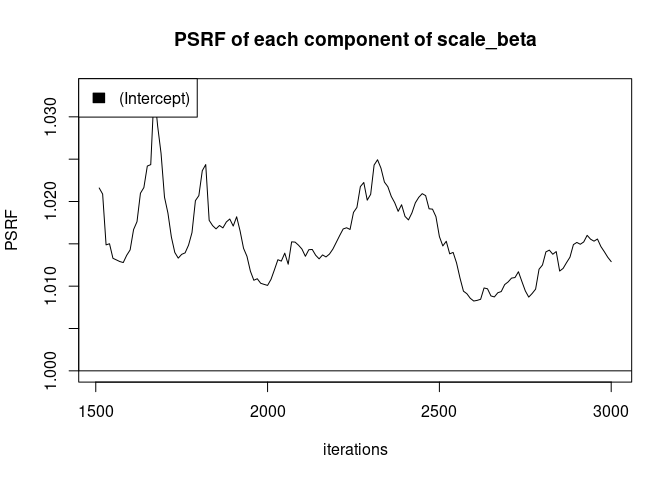 PSRF of each component of scale_beta
(Intercept)
PSRF
1.030
1.020
1.010
1.000
1500 2000 2500 3000
iterations